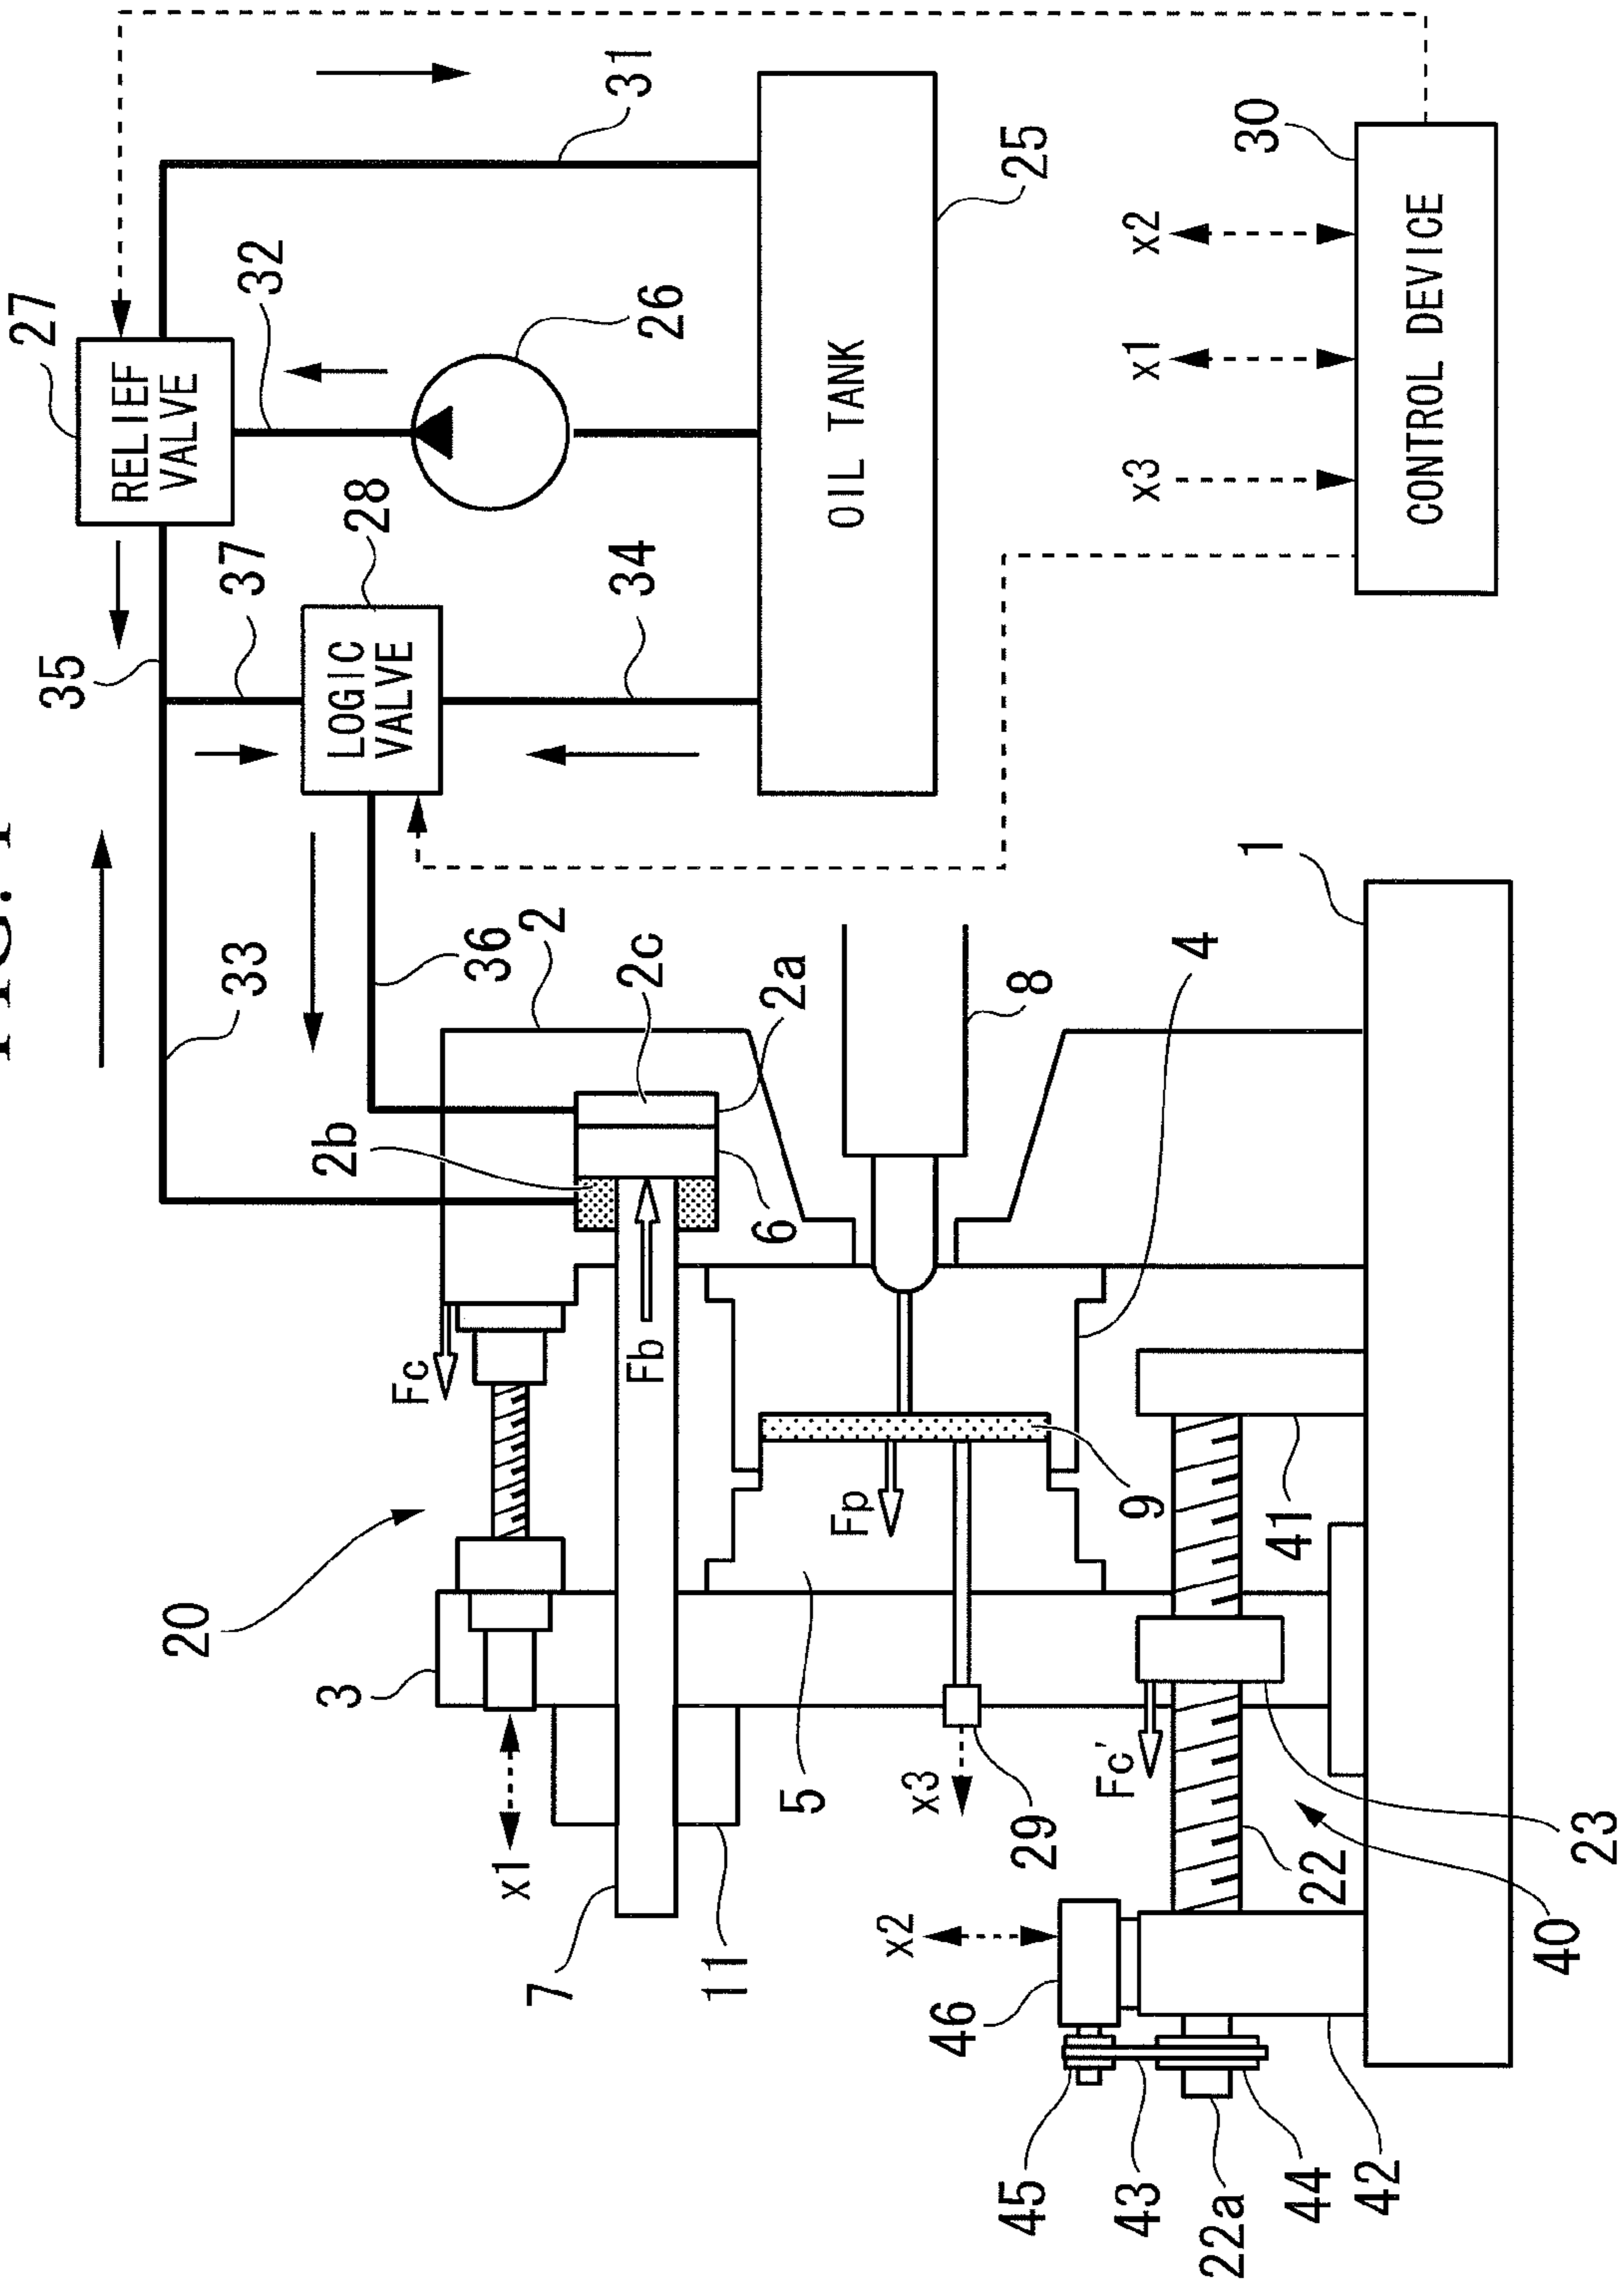 FIG. 1
20
3
Fc
33
35
27
RELIEF
VALVE
32
31
37
28
LOGIC
VALVE
26
34
36
2
2b
2c
2a
6
Fb
x1
7
11
5
Fp
8
4
9
x3
29
OIL TANK
25
x2
46
45
43
22a
44
42
Fc'
22
40
23
41
1
x3
x1
x2
30
CONTROL DEVICE